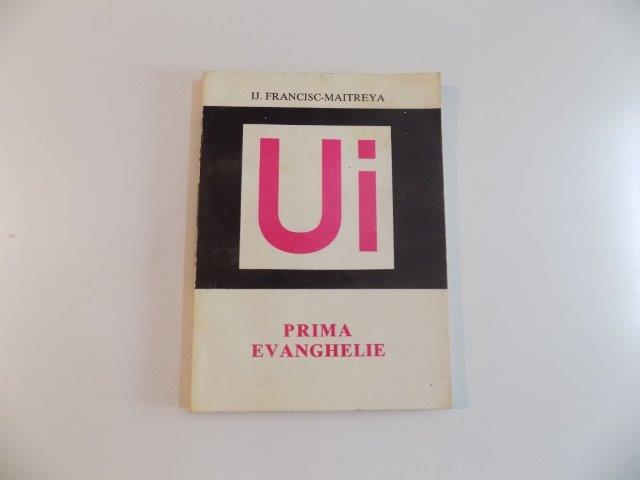 IJ. FRANCISC-MAITREYA
Ui
PRIMA
EVANGHELIE